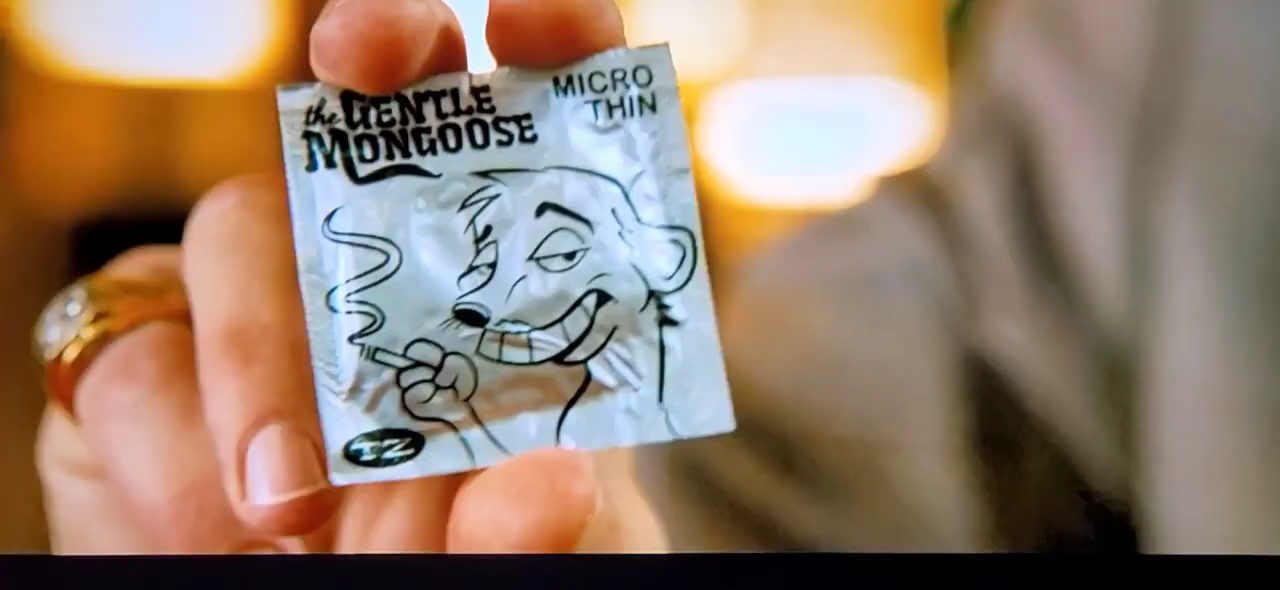 the GENTLE
MONGOOSE
MICRO
THIN
TZ